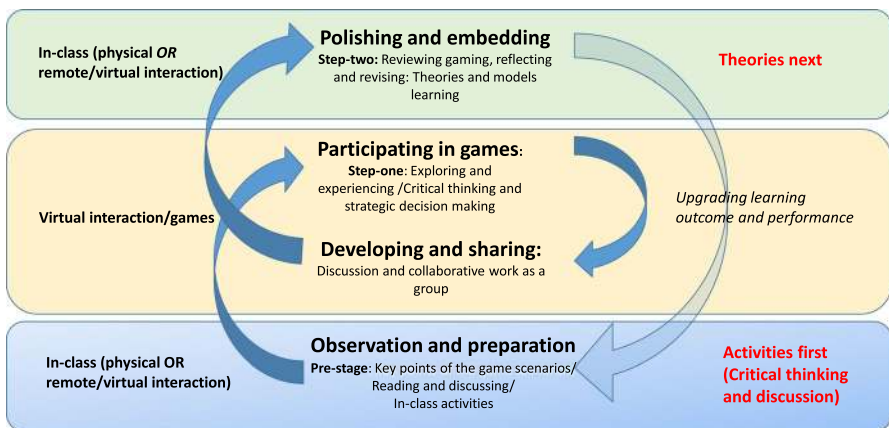 In-class (physical OR
remote/virtual interaction)
Polishing and embedding
Step-two: Reviewing gaming, reflecting
and revising: Theories and models
learning
Theories next
Virtual interaction/games
Participating in games:
Step-one: Exploring and
experiencing /Critical thinking and
strategic decision making
Developing and sharing:
Discussion and collaborative work as a
group
Upgrading learning
outcome and performance
In-class (physical OR
remote/virtual interaction)
Observation and preparation
Pre-stage: Key points of the game scenarios/
Reading and discussing/
In-class activities
Activities first
(Critical thinking
and discussion)